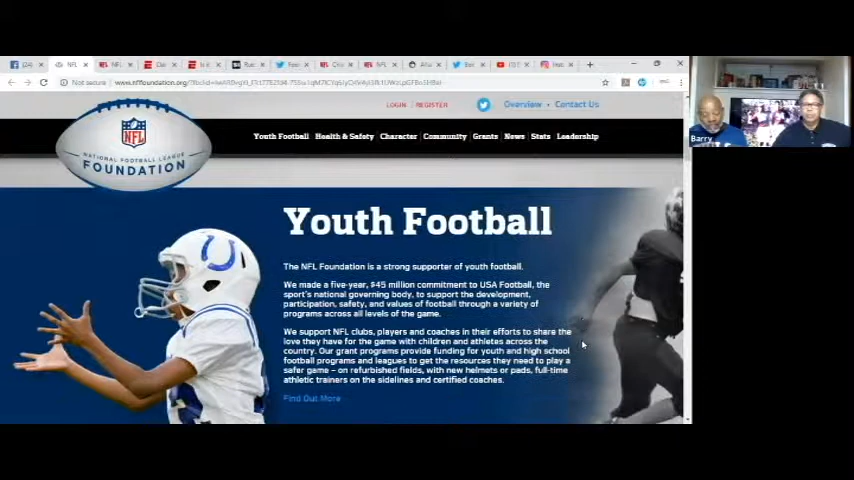 Not secure
LOGIN | REGISTER
Overview • Contact Us
NFL
NATIONAL FOOTBALL LEAGUE
FOUNDATION
Youth Football Health & Safety Character Community Grants News Stats Leadership
Barry
Youth Football
The NFL Foundation is a strong supporter of youth football.
We made a five-year, $45 million commitment to USA Football, the
sport's national governing body, to support the development,
participation, safety, and values of football through a variety of
programs across all levels of the game.
We support NFL clubs, players and coaches in their efforts to share the
love they have for the game with children and athletes across the
country. Our grant programs provide funding for youth and high school
football programs and leagues to get the resources they need to play a
safer game – on refurbished fields, with new helmets or pads, full-time
athletic trainers on the sidelines and certified coaches.
Find Out More